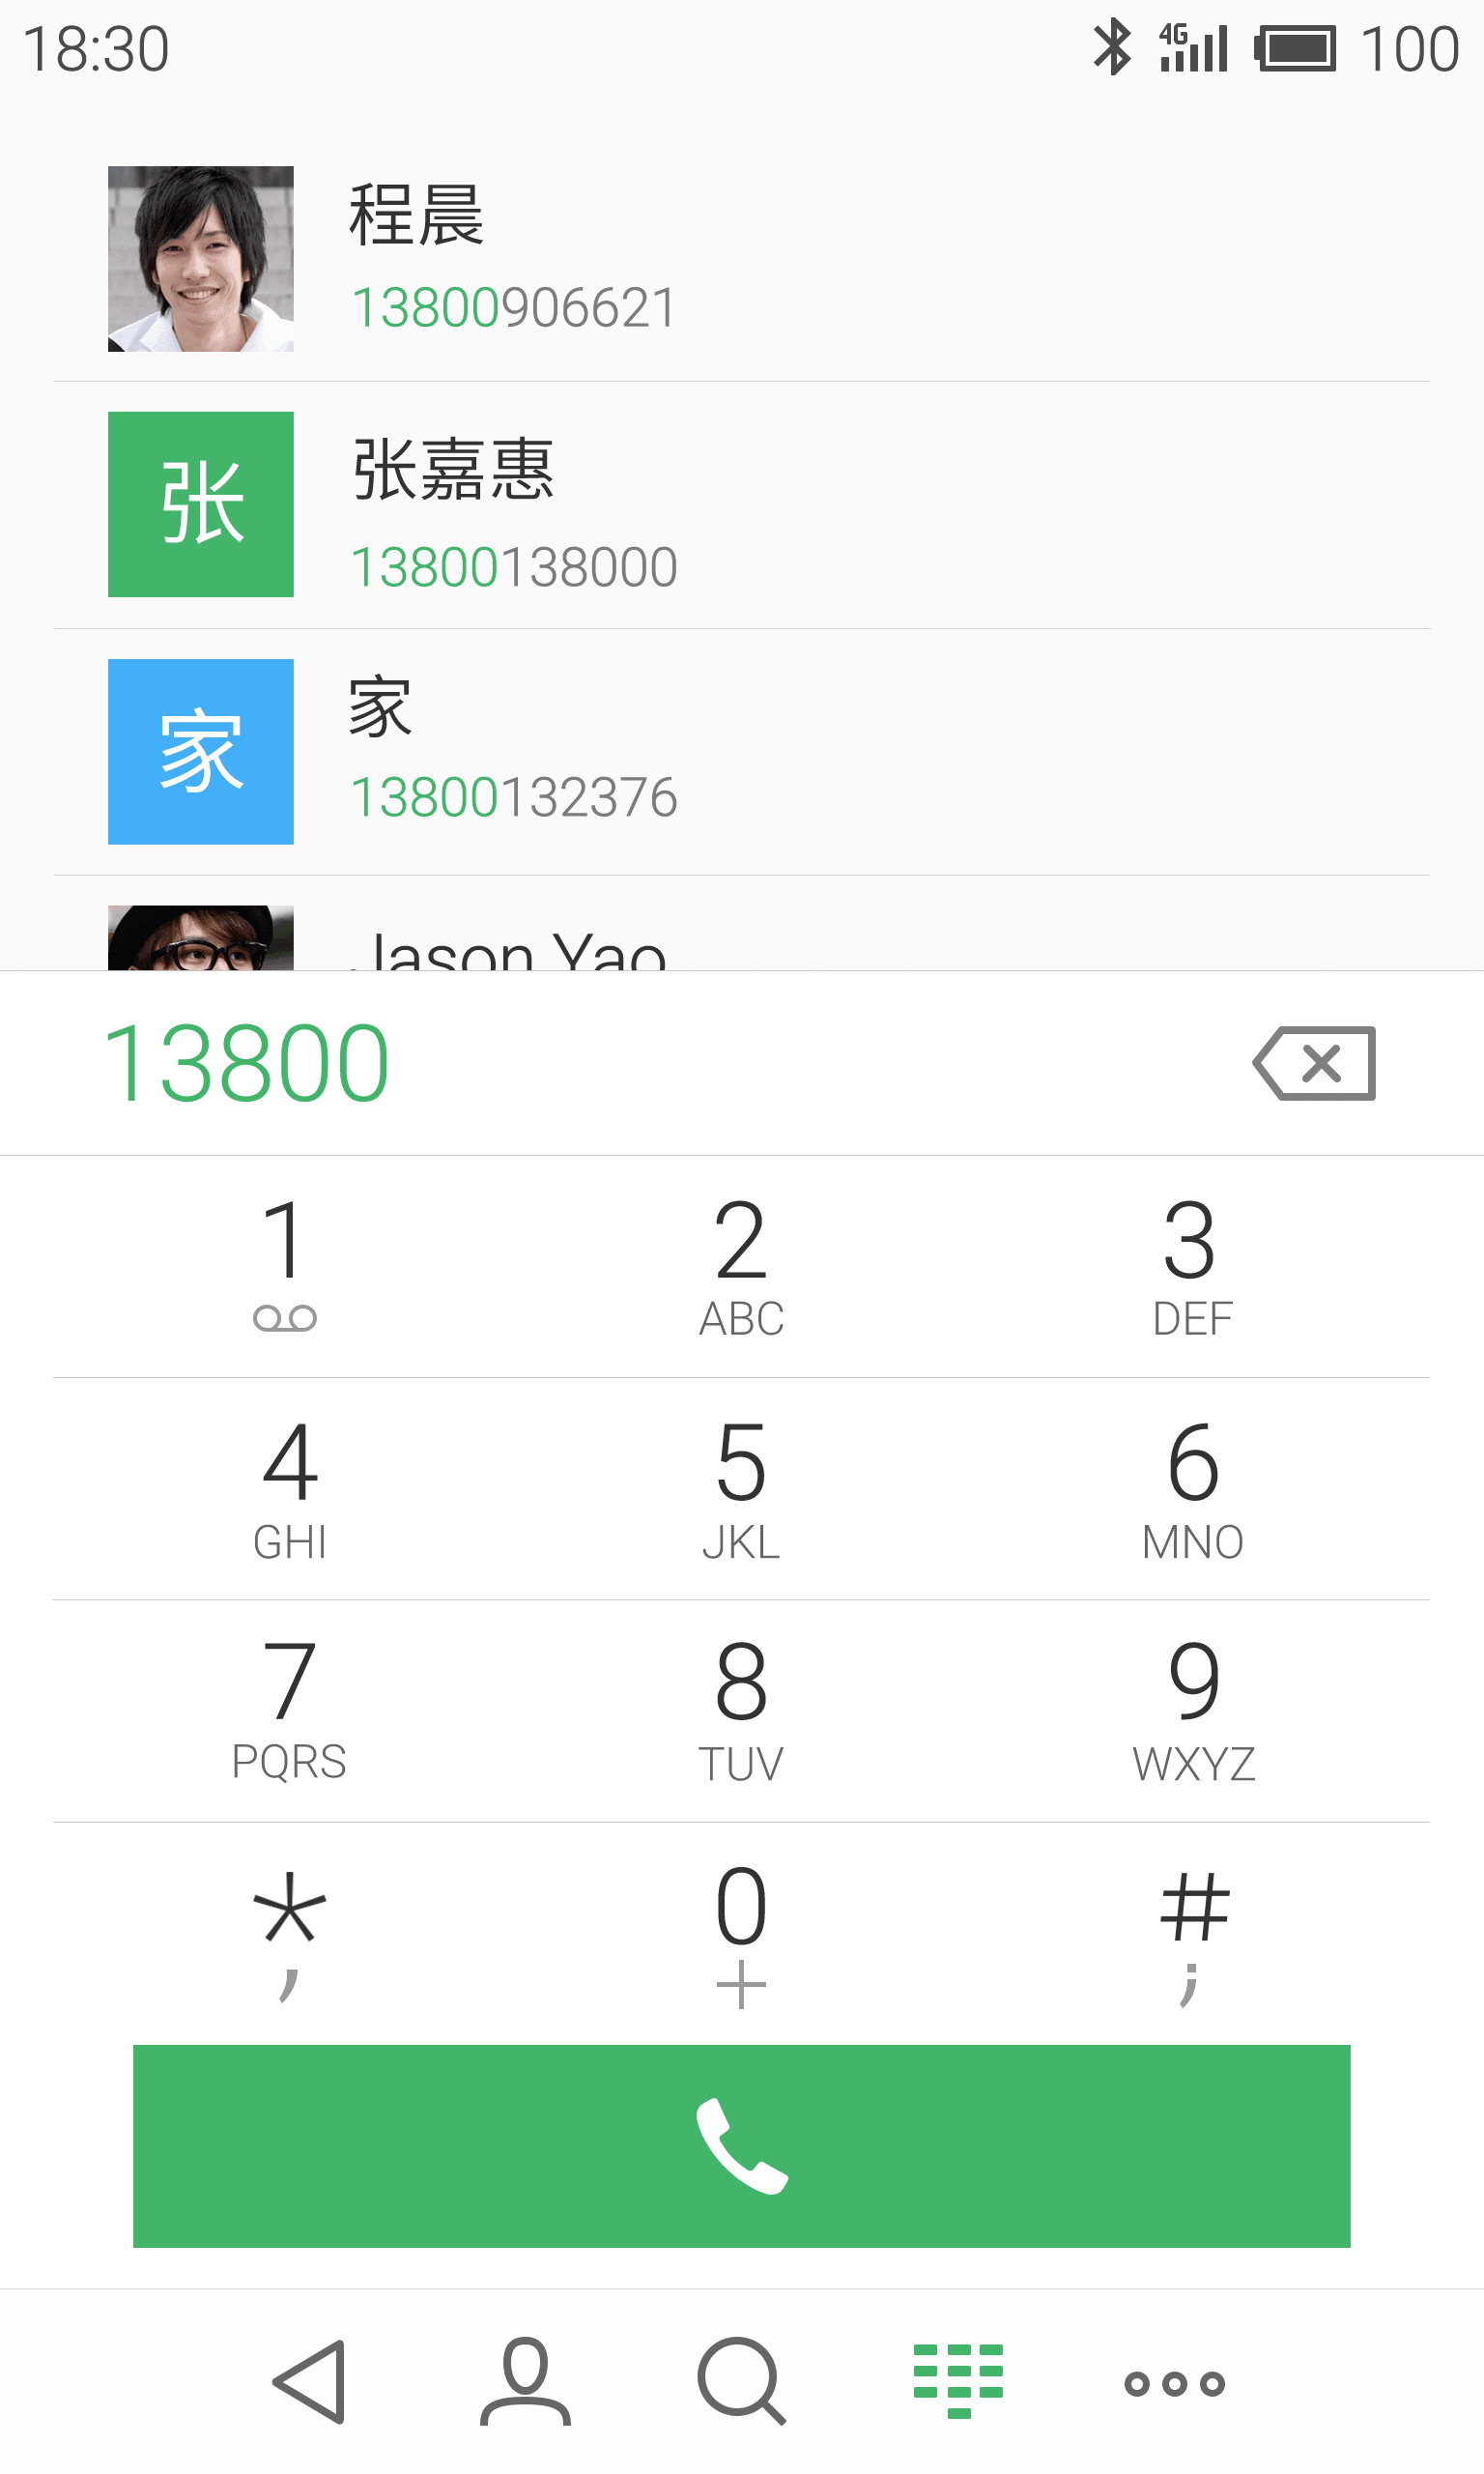 18:30 4G 100
程晨
13800906621
张
张嘉惠
13800138000
家
家
13800132376
Jason Yao
13800
1 2 3
ABC DEF
4 5 6
GHI JKL MNO
7 8 9
PQRS TUV WXYZ
* 0 #
, + ;